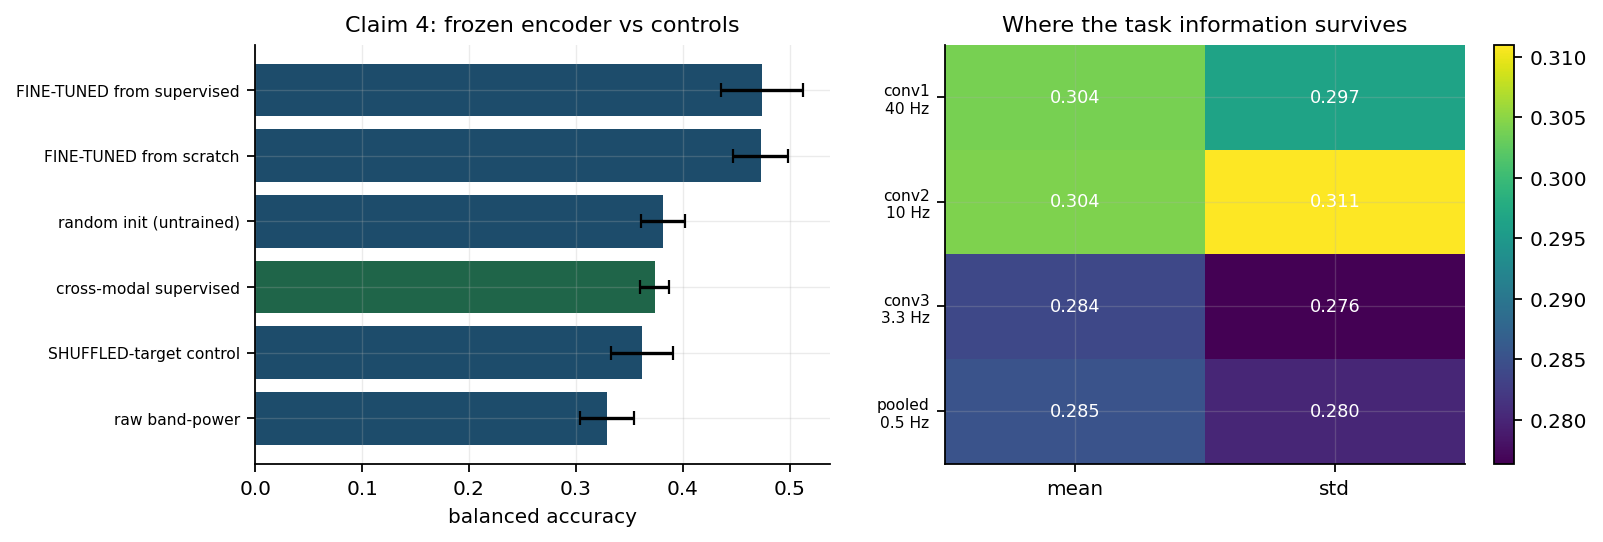 Claim 4: frozen encoder vs controls
FINE-TUNED from supervised
FINE-TUNED from scratch
random init (untrained)
cross-modal supervised
SHUFFLED-target control
raw band-power
0.0 0.1 0.2 0.3 0.4 0.5
balanced accuracy
Where the task information survives
conv1
40 Hz
0.304 0.297
conv2
10 Hz
0.304 0.311
conv3
3.3 Hz
0.284 0.276
pooled
0.5 Hz
0.285 0.280
mean std
0.310
0.305
0.300
0.295
0.290
0.285
0.280